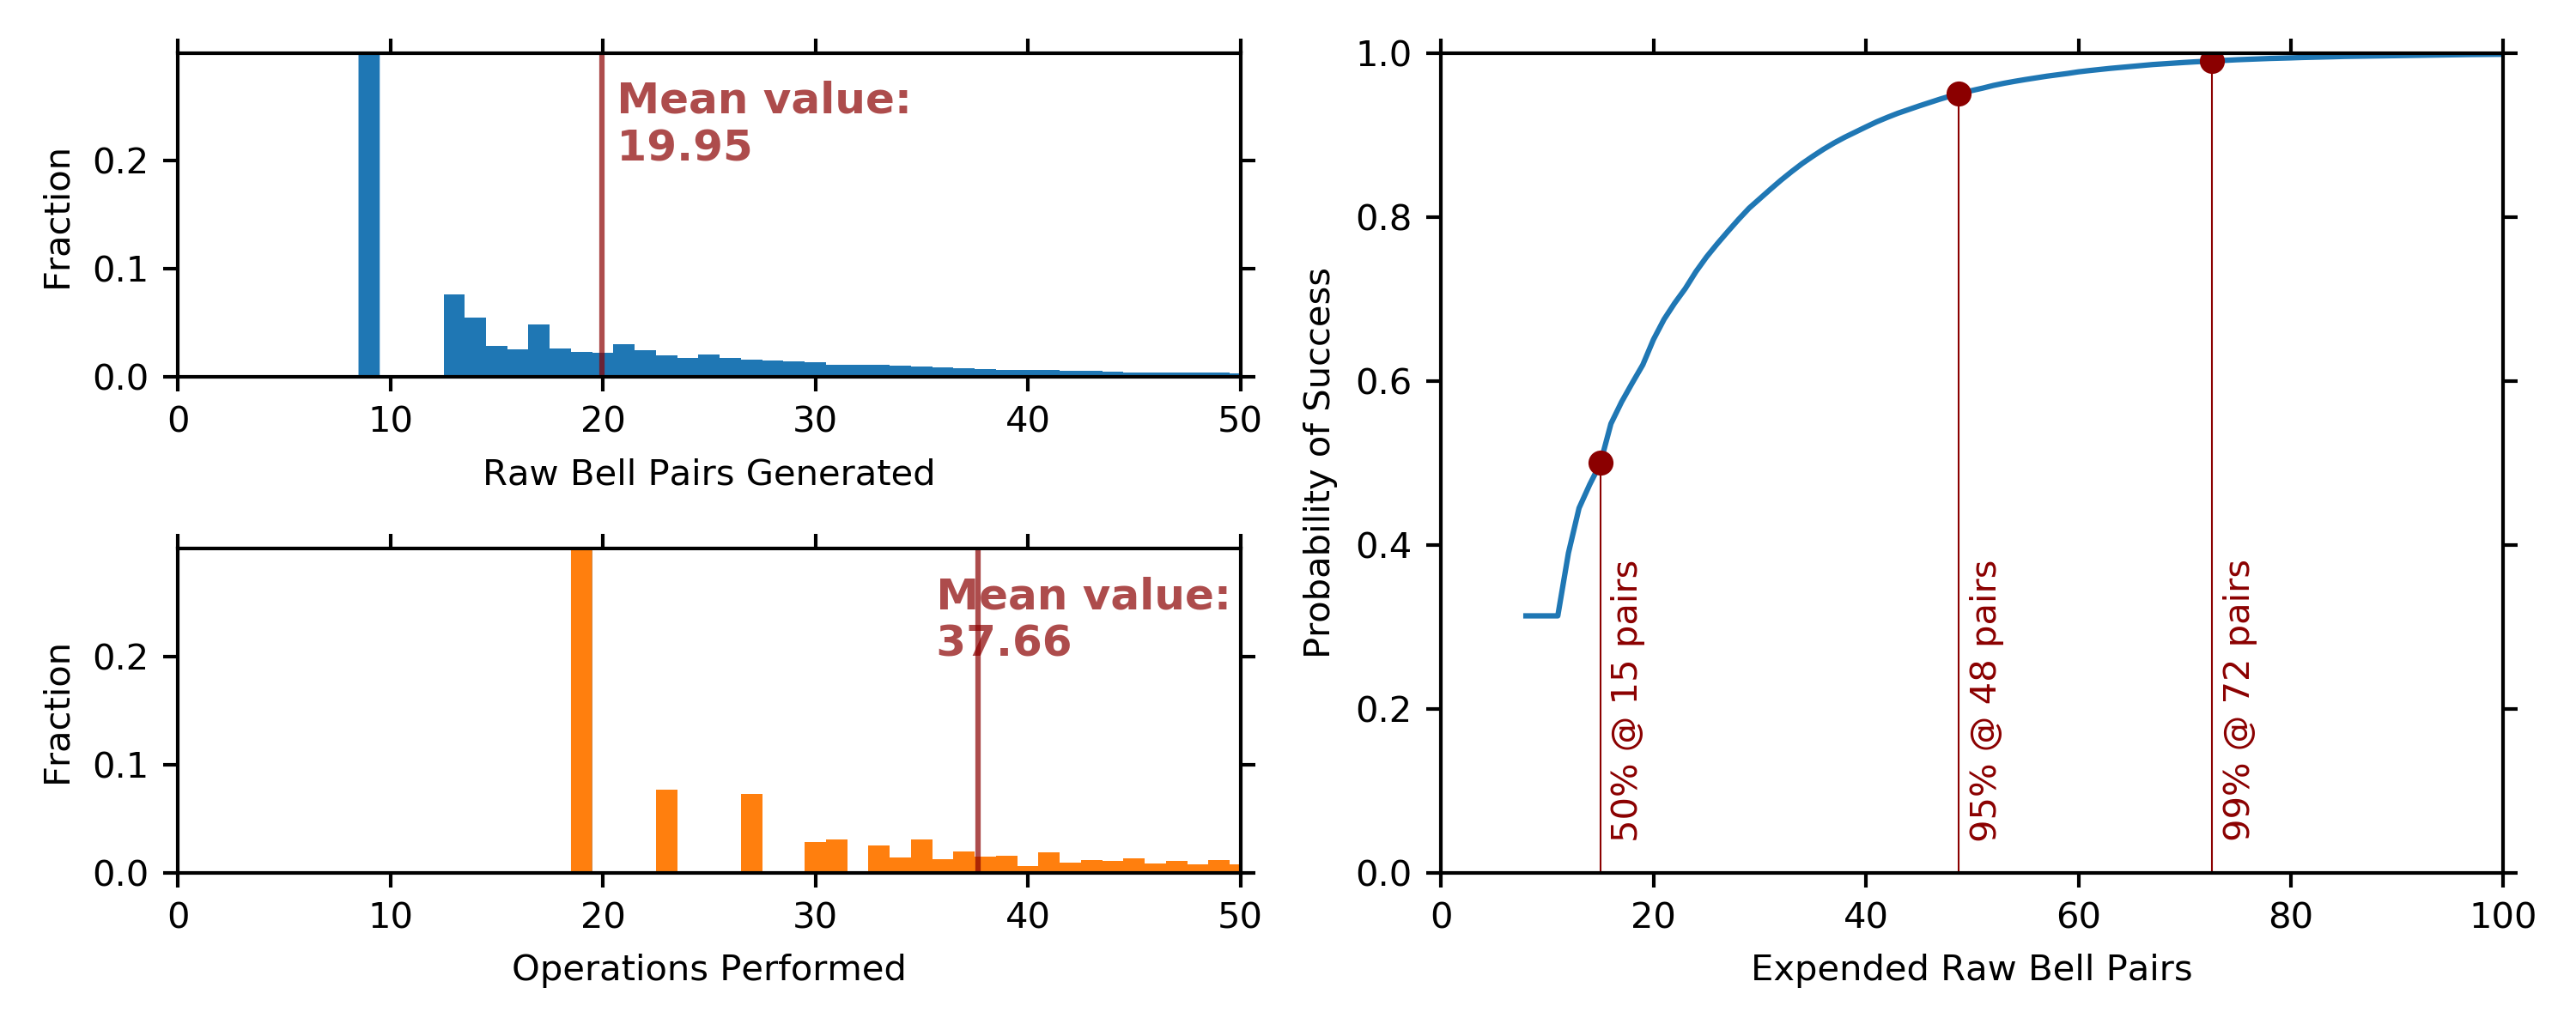 Mean value:
19.95
Fraction
0.2
0.1
0.0
0 10 20 30 40 50
Raw Bell Pairs Generated
Mean value:
37.66
Fraction
0.2
0.1
0.0
0 10 20 30 40 50
Operations Performed
Probability of Success
1.0
0.8
0.6
0.4
0.2
0.0
50% @ 15 pairs
95% @ 48 pairs
99% @ 72 pairs
0 20 40 60 80 100
Expended Raw Bell Pairs